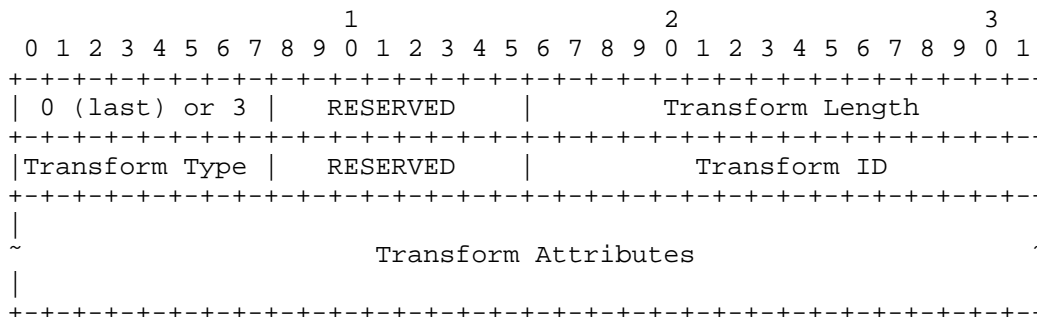 1                   2                   3
 0 1 2 3 4 5 6 7 8 9 0 1 2 3 4 5 6 7 8 9 0 1 2 3 4 5 6 7 8 9 0 1
+-+-+-+-+-+-+-+-+-+-+-+-+-+-+-+-+-+-+-+-+-+-+-+-+-+-+-+-+-+-+-+--
| 0 (last) or 3 |   RESERVED    |        Transform Length
+-+-+-+-+-+-+-+-+-+-+-+-+-+-+-+-+-+-+-+-+-+-+-+-+-+-+-+-+-+-+-+--
|Transform Type |   RESERVED    |          Transform ID
+-+-+-+-+-+-+-+-+-+-+-+-+-+-+-+-+-+-+-+-+-+-+-+-+-+-+-+-+-+-+-+--
|
~                      Transform Attributes                     ~
|
+-+-+-+-+-+-+-+-+-+-+-+-+-+-+-+-+-+-+-+-+-+-+-+-+-+-+-+-+-+-+-+--